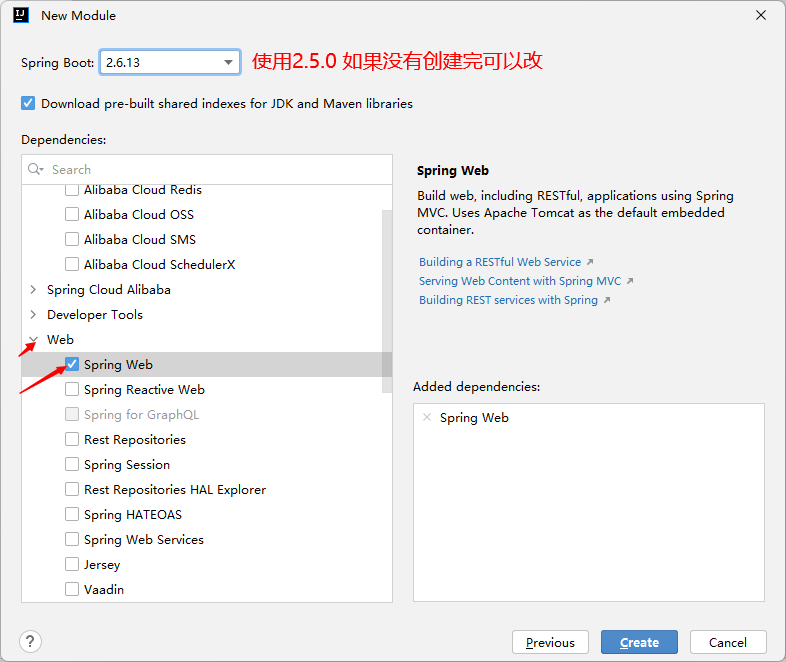 New Module
Spring Boot: 2.6.13 使用2.5.0 如果没有创建完可以改
Download pre-built shared indexes for JDK and Maven libraries
Dependencies:
Search
Alibaba Cloud Redis
Alibaba Cloud OSS
Alibaba Cloud SMS
Alibaba Cloud SchedulerX
Spring Cloud Alibaba
Developer Tools
Web
Spring Web
Spring Reactive Web
Spring for GraphQL
Rest Repositories
Spring Session
Rest Repositories HAL Explorer
Spring HATEOAS
Spring Web Services
Jersey
Vaadin
Spring Web
Build web, including RESTful, applications using Spring
MVC. Uses Apache Tomcat as the default embedded
container.
Building a RESTful Web Service
Serving Web Content with Spring MVC
Building REST services with Spring
Added dependencies:
Spring Web
?
Previous
Create
Cancel